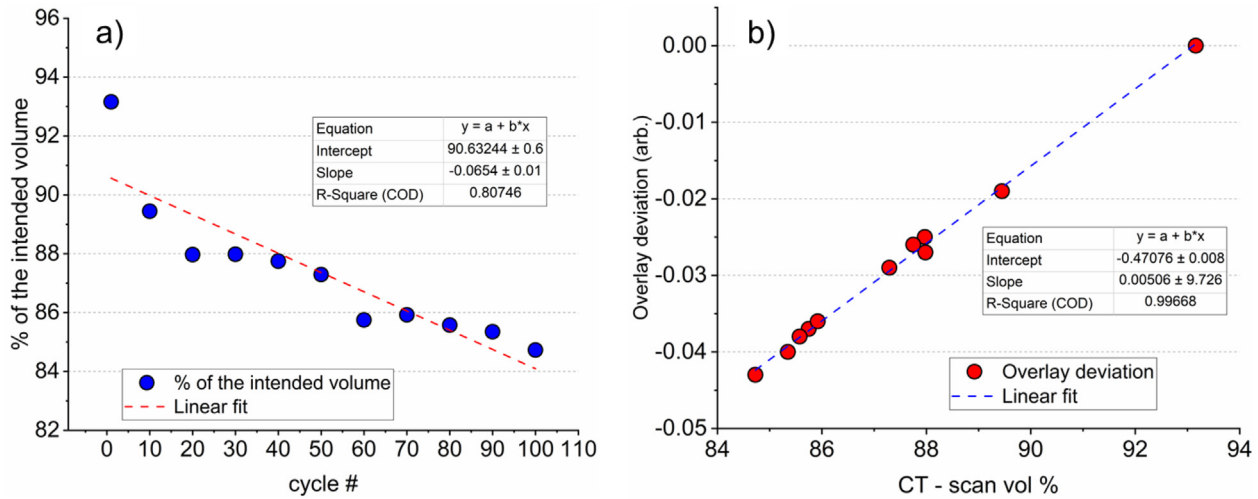 a)
% of the intended volume
96
94
92
90
88
86
84
82
Equation y = a + b*x
Intercept 90.63244 ± 0.6
Slope -0.0654 ± 0.01
R-Square (COD) 0.80746
% of the intended volume
Linear fit
0 10 20 30 40 50 60 70 80 90 100 110
cycle #
b)
Overlay deviation (arb.)
0.00
-0.01
-0.02
-0.03
-0.04
-0.05
Equation y = a + b*x
Intercept -0.47076 ± 0.008
Slope 0.00506 ± 9.726
R-Square (COD) 0.99668
Overlay deviation
Linear fit
84 86 88 90 92 94
CT - scan vol %